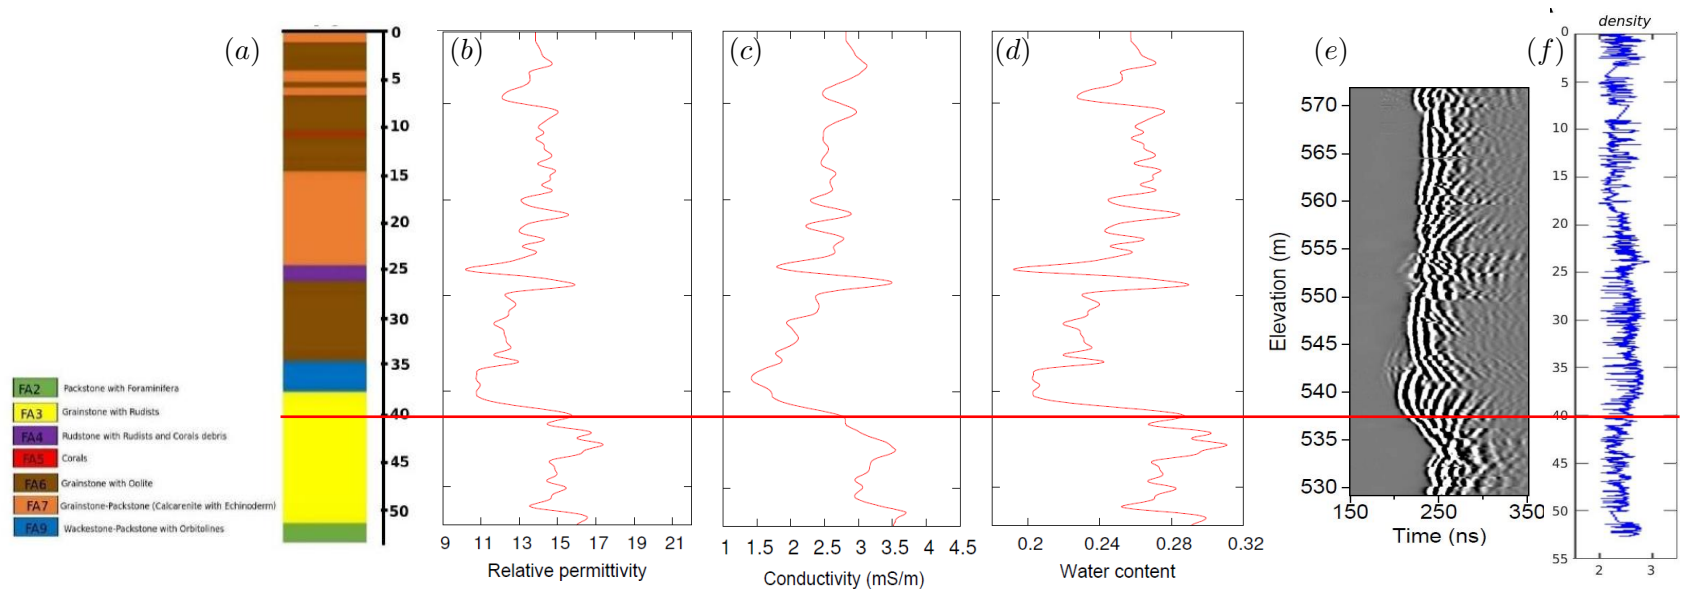 (a)
0
5
10
15
20
25
30
35
40
45
50
FA2 Packstone with Foraminifera
FA3 Grainstone with Rudists
FA4 Rudstone with Rudists and Corals debris
FA5 Corals
FA6 Grainstone with Oolite
FA7 Grainstone-Packstone (Calcarenite with Echinoderm)
FA9 Wackestone-Packstone with Orbitolines
(b)
9 11 13 15 17 19 21
Relative permittivity
(c)
1 1.5 2 2.5 3 3.5 4 4.5
Conductivity (mS/m)
(d)
0.2 0.24 0.28 0.32
Water content
(e)
Elevation (m)
570
565
560
555
550
545
540
535
530
150 250 350
Time (ns)
(f)
density
0
5
10
15
20
25
30
35
40
45
50
55
2 3